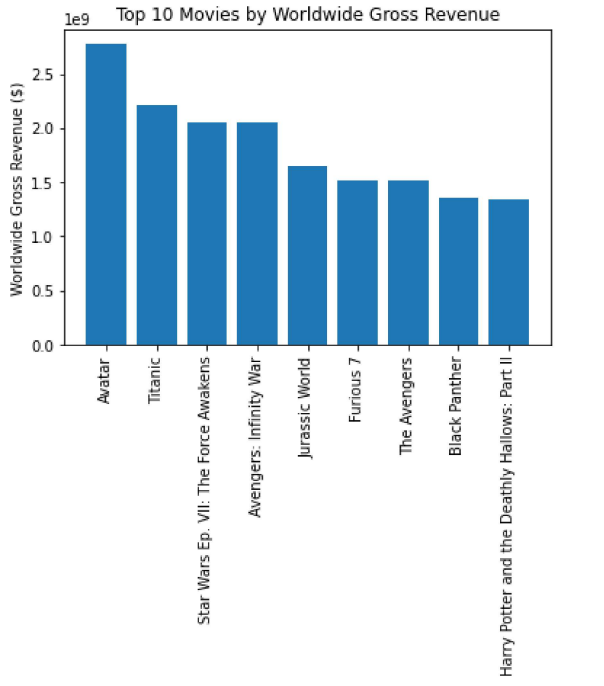 Top 10 Movies by Worldwide Gross Revenue
1e9
Worldwide Gross Revenue ($)
2.5
2.0
1.5
1.0
0.5
0.0
Avatar
Titanic
Star Wars Ep. VII: The Force Awakens
Avengers: Infinity War
Jurassic World
Furious 7
The Avengers
Black Panther
Harry Potter and the Deathly Hallows: Part II